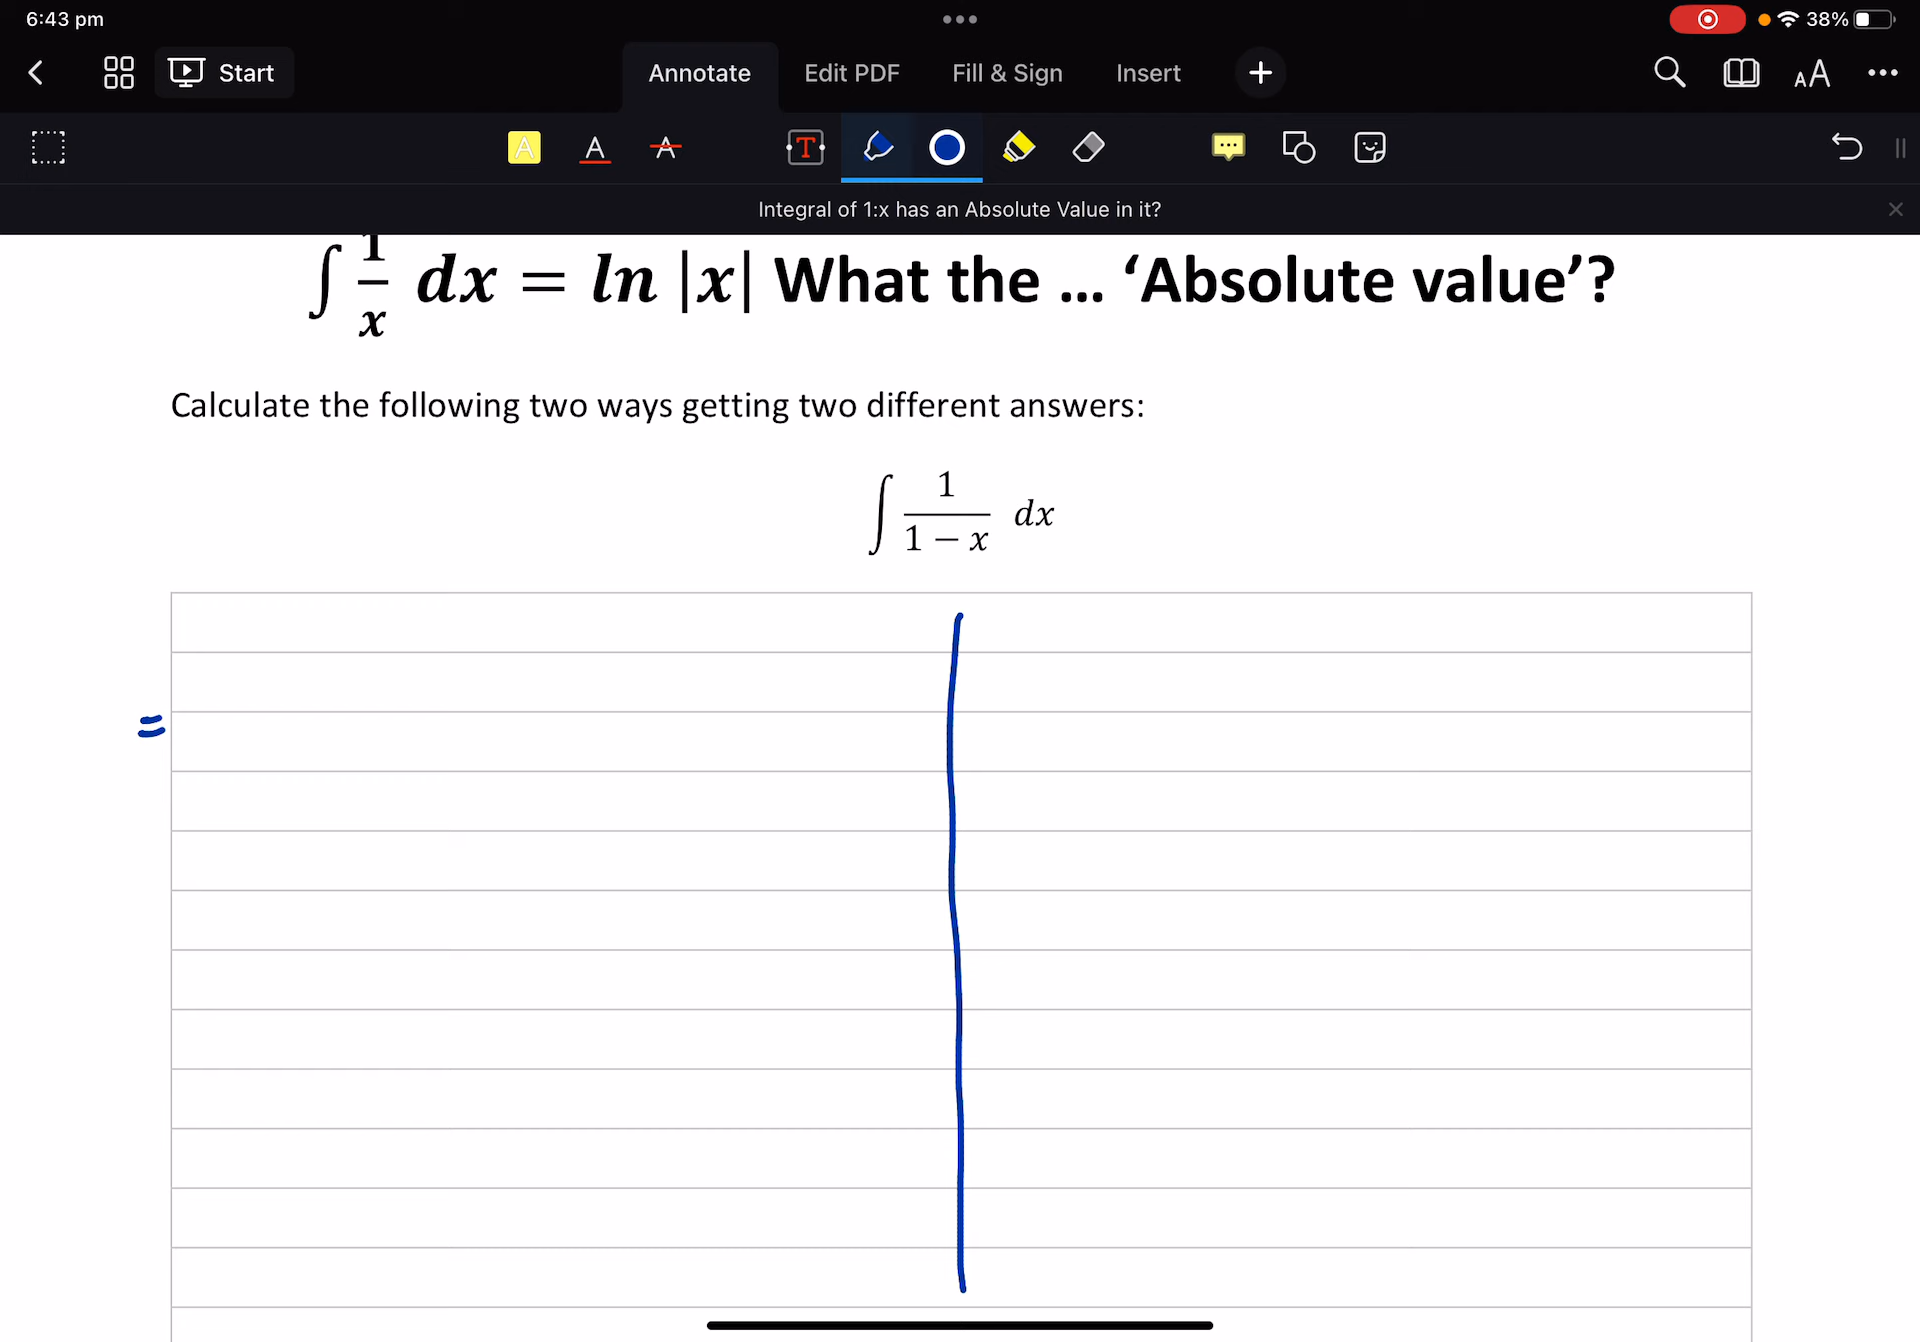 6:43 pm
38%
Start
Annotate
Edit PDF
Fill & Sign
Insert
AA
A
A
A
T
Integral of 1:x has an Absolute Value in it?
∫ 1/x dx = ln |x| What the ... ‘Absolute value’?
Calculate the following two ways getting two different answers:
∫ 1/(1 − x) dx
=